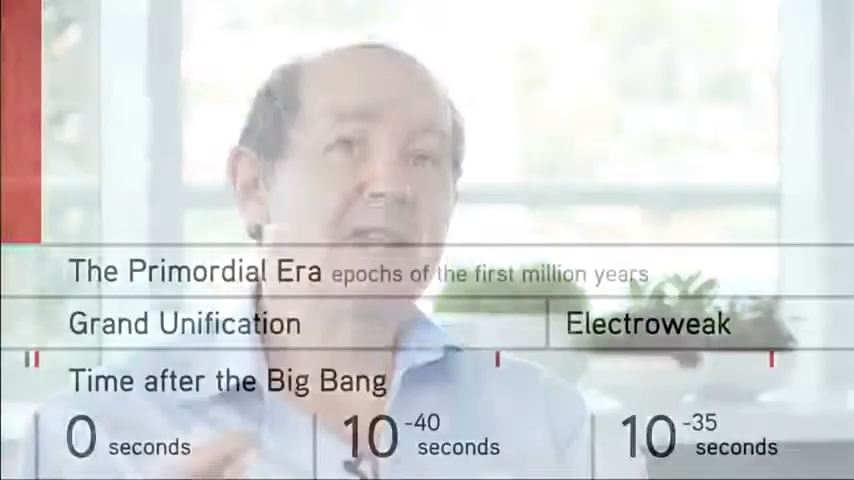 The Primordial Era epochs of the first million years
Grand Unification Electroweak
Time after the Big Bang
0 seconds 10 -40 seconds 10 -35 seconds